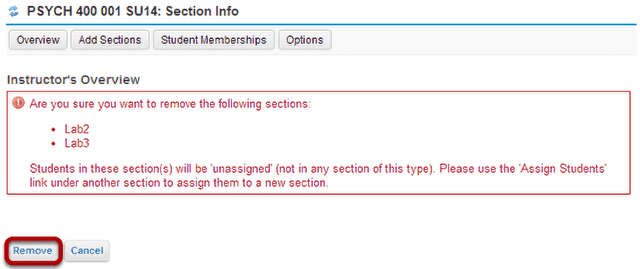 PSYCH 400 001 SU14: Section Info
Overview Add Sections Student Memberships Options
Instructor's Overview
Are you sure you want to remove the following sections:
• Lab2
• Lab3
Students in these section(s) will be 'unassigned' (not in any section of this type). Please use the 'Assign Students'
link under another section to assign them to a new section.
Remove Cancel